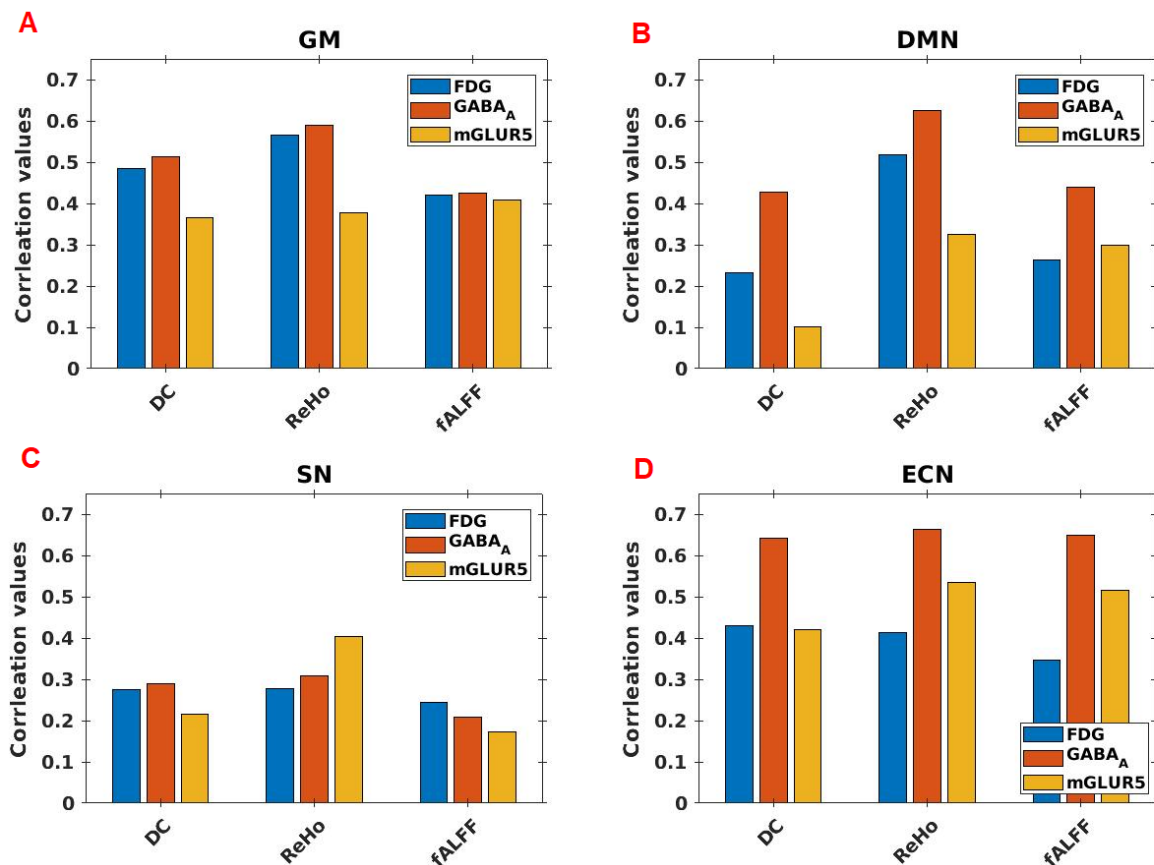 A
GM
Corrleation values
0.7
0.6
0.5
0.4
0.3
0.2
0.1
0
FDG
GABA_A
mGLUR5
DC
ReHo
fALFF
B
DMN
Corrleation values
0.7
0.6
0.5
0.4
0.3
0.2
0.1
0
FDG
GABA_A
mGLUR5
DC
ReHo
fALFF
C
SN
Corrleation values
0.7
0.6
0.5
0.4
0.3
0.2
0.1
0
FDG
GABA_A
mGLUR5
DC
ReHo
fALFF
D
ECN
Corrleation values
0.7
0.6
0.5
0.4
0.3
0.2
0.1
0
FDG
GABA_A
mGLUR5
DC
ReHo
fALFF